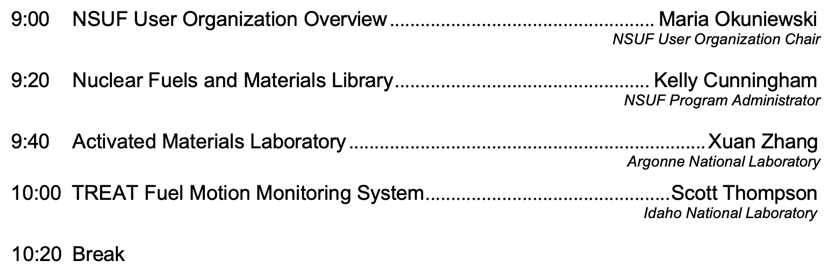 9:00 NSUF User Organization Overview................................................ Maria Okuniewski
NSUF User Organization Chair
9:20 Nuclear Fuels and Materials Library.............................................. Kelly Cunningham
NSUF Program Administrator
9:40 Activated Materials Laboratory................................................................Xuan Zhang
Argonne National Laboratory
10:00 TREAT Fuel Motion Monitoring System............................................Scott Thompson
Idaho National Laboratory
10:20 Break